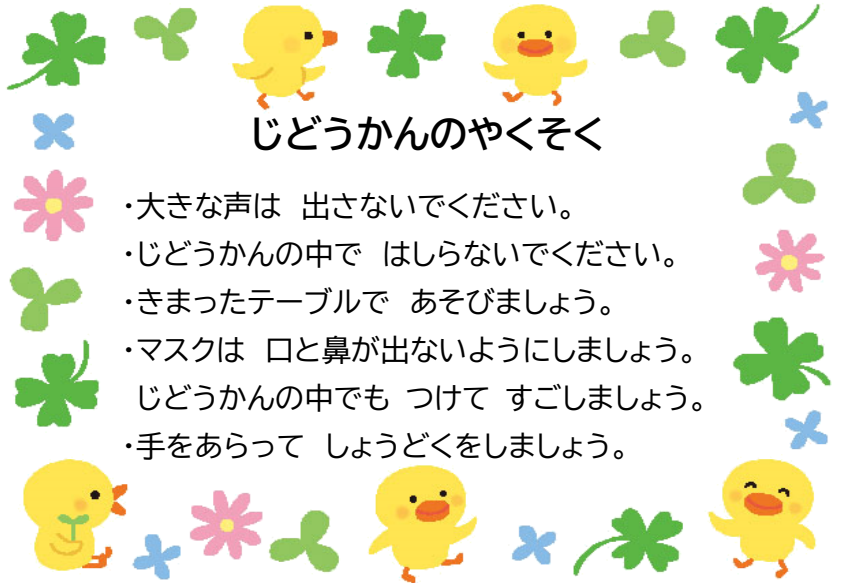 じどうかんのやくそく
・大きな声は　出さないでください。
・じどうかんの中で　はしらないでください。
・きまったテーブルで　あそびましょう。
・マスクは　口と鼻が出ないようにしましょう。
じどうかんの中でも　つけて　すごしましょう。
・手をあらって　しょうどくをしましょう。